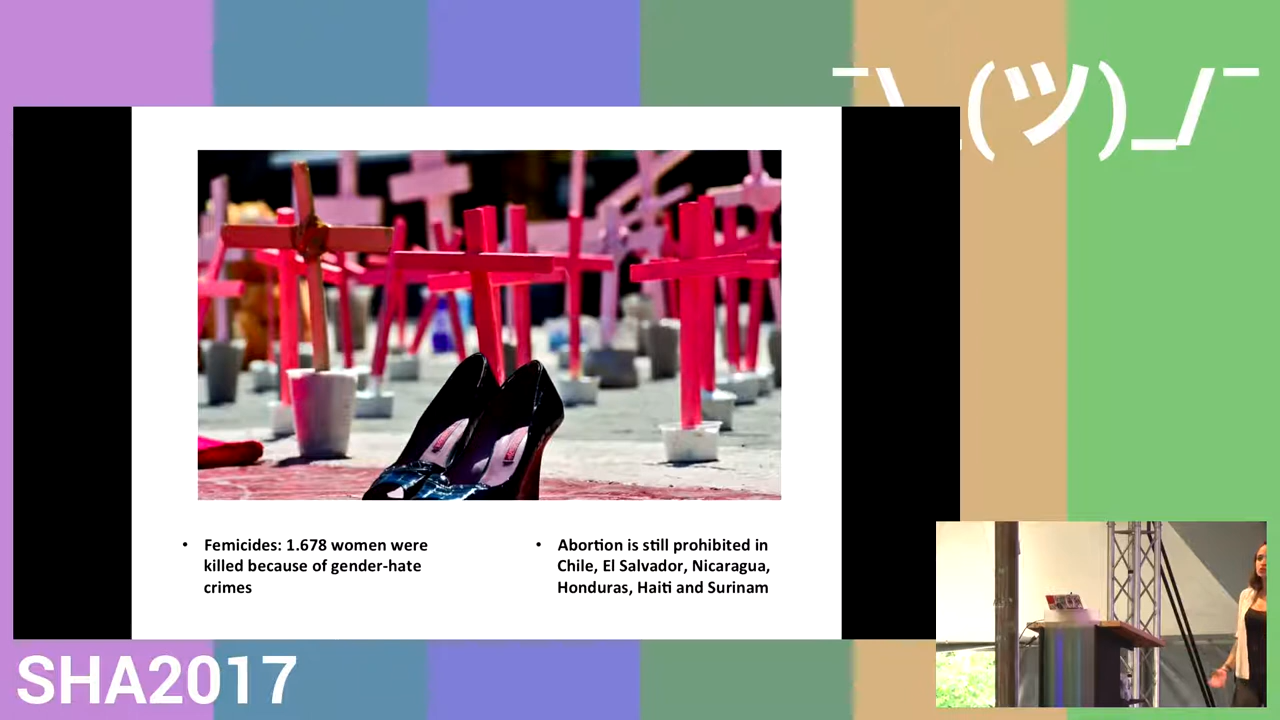 ¯\_(ツ)_/¯
• Femicides: 1.678 women were
killed because of gender-hate
crimes
• Abortion is still prohibited in
Chile, El Salvador, Nicaragua,
Honduras, Haiti and Surinam
SHA2017